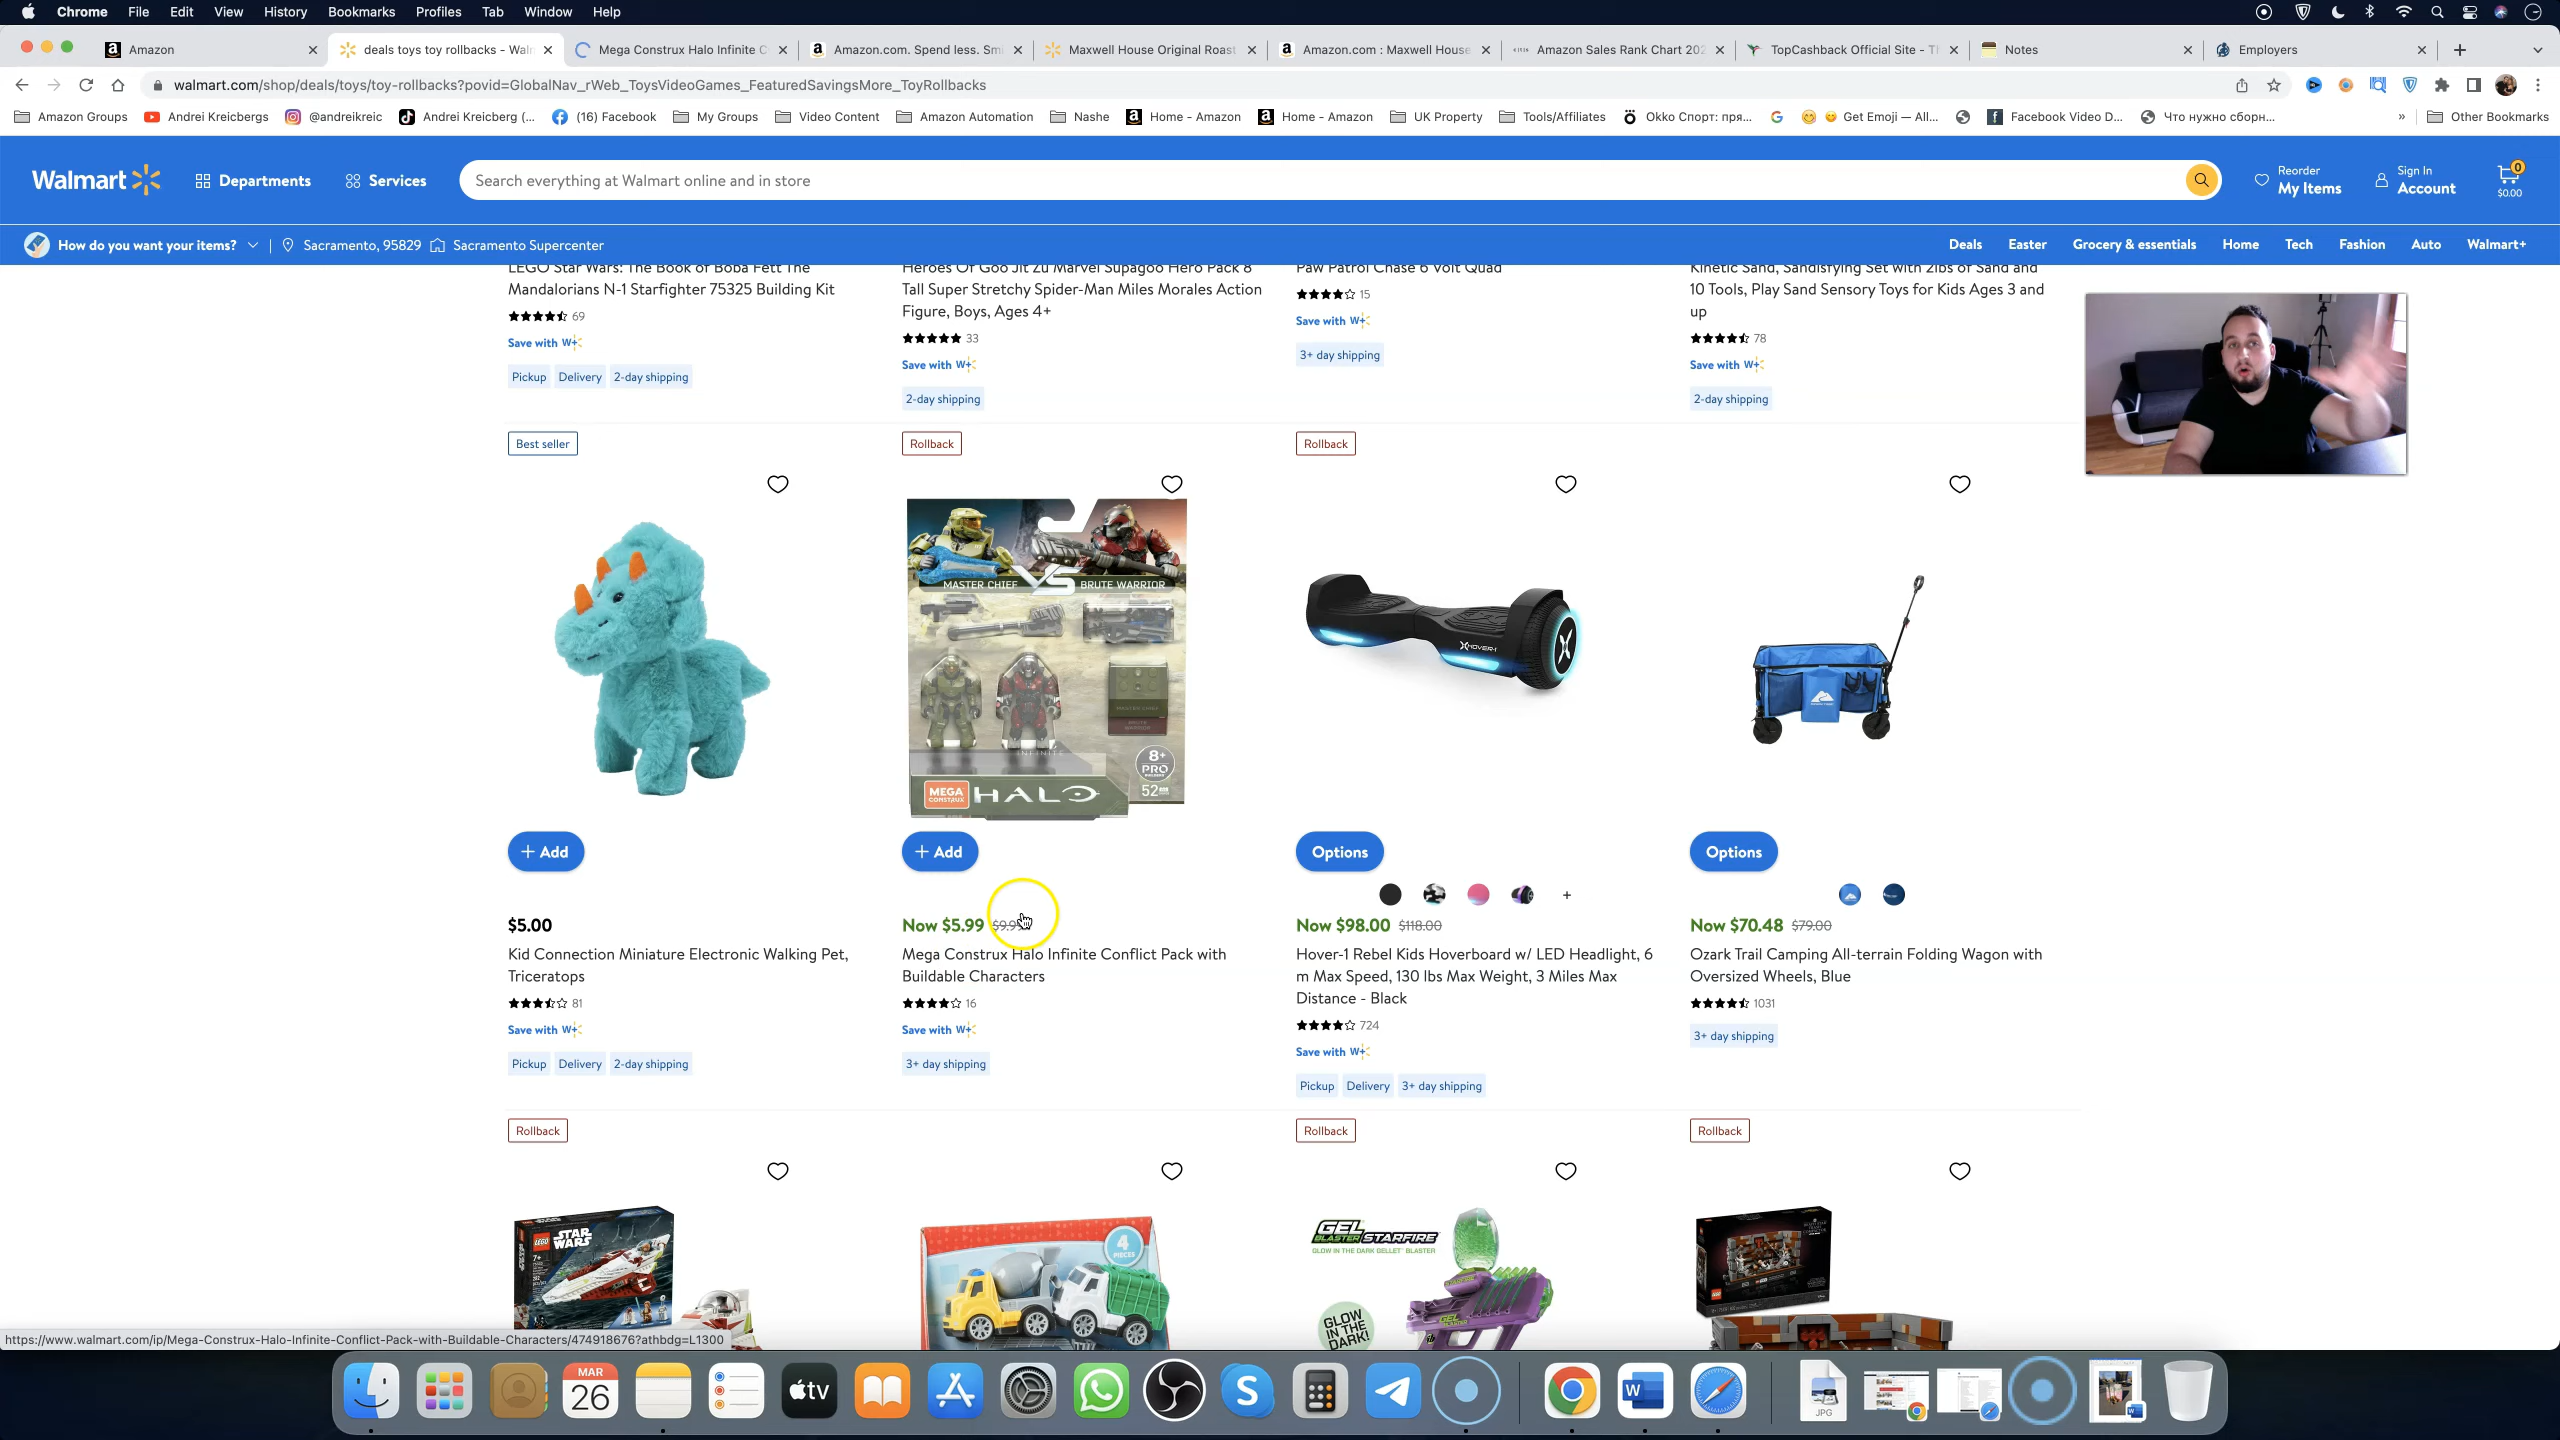 Chrome File Edit View History Bookmarks Profiles Tab Window Help
Amazon
deals toys toy rollbacks - Wal
Mega Construx Halo Infinite C
Amazon.com. Spend less. Smi
Maxwell House Original Roast
Amazon.com : Maxwell House
Amazon Sales Rank Chart 202
TopCashback Official Site - T
Notes
Employers
walmart.com/shop/deals/toys/toy-rollbacks?povid=GlobalNav_rWeb_ToysVideoGames_FeaturedSavingsMore_ToyRollbacks
Amazon Groups Andrei Kreicbergs @andreikreic Andrei Kreicberg (... (16) Facebook My Groups Video Content Amazon Automation Nashe Home - Amazon Home - Amazon UK Property Tools/Affiliates Окко Спорт: пря... Get Emoji — All... Facebook Video D... Что нужно сборн... » Other Bookmarks
Walmart Departments Services Search everything at Walmart online and in store
Reorder
My Items
Sign In
Account
0
$0.00
How do you want your items? | Sacramento, 95829 Sacramento Supercenter
Deals Easter Grocery & essentials Home Tech Fashion Auto Walmart+
LEGO Star Wars: The Book of Boba Fett The
Mandalorians N-1 Starfighter 75325 Building Kit
69
Save with W+
Pickup Delivery 2-day shipping
Heroes Of Goo Jit Zu Marvel Supagoo Hero Pack 8
Tall Super Stretchy Spider-Man Miles Morales Action
Figure, Boys, Ages 4+
33
Save with W+
2-day shipping
Paw Patrol Chase 6 Volt Quad
15
Save with W+
3+ day shipping
Kinetic Sand, Sandisfying Set with 2lbs of Sand and
10 Tools, Play Sand Sensory Toys for Kids Ages 3 and
up
78
Save with W+
2-day shipping
Best seller
+ Add
$5.00
Kid Connection Miniature Electronic Walking Pet,
Triceratops
81
Save with W+
Pickup Delivery 2-day shipping
Rollback
MASTER CHIEF VS BRUTE WARRIOR
INFINITE
8+
PRO
52
MEGA
CONSTRUX
HALO
+ Add
Now $5.99
Mega Construx Halo Infinite Conflict Pack with
Buildable Characters
16
Save with W+
3+ day shipping
Rollback
HOVER-1
Options
+
Now $98.00 $118.00
Hover-1 Rebel Kids Hoverboard w/ LED Headlight, 6
m Max Speed, 130 lbs Max Weight, 3 Miles Max
Distance - Black
724
Save with W+
Pickup Delivery 3+ day shipping
Options
Now $70.48 $79.00
Ozark Trail Camping All-terrain Folding Wagon with
Oversized Wheels, Blue
1031
3+ day shipping
Rollback
LEGO
STAR
WARS
7+
4
PIECES
Rollback
GEL
BLASTER STARFIRE
GLOW IN THE DARK GELLET BLASTER
GLOW
IN THE
DARK!
Rollback
https://www.walmart.com/ip/Mega-Construx-Halo-Infinite-Conflict-Pack-with-Buildable-Characters/474918676?athbdg=L1300
MAR
26
tv
S
W
JPG